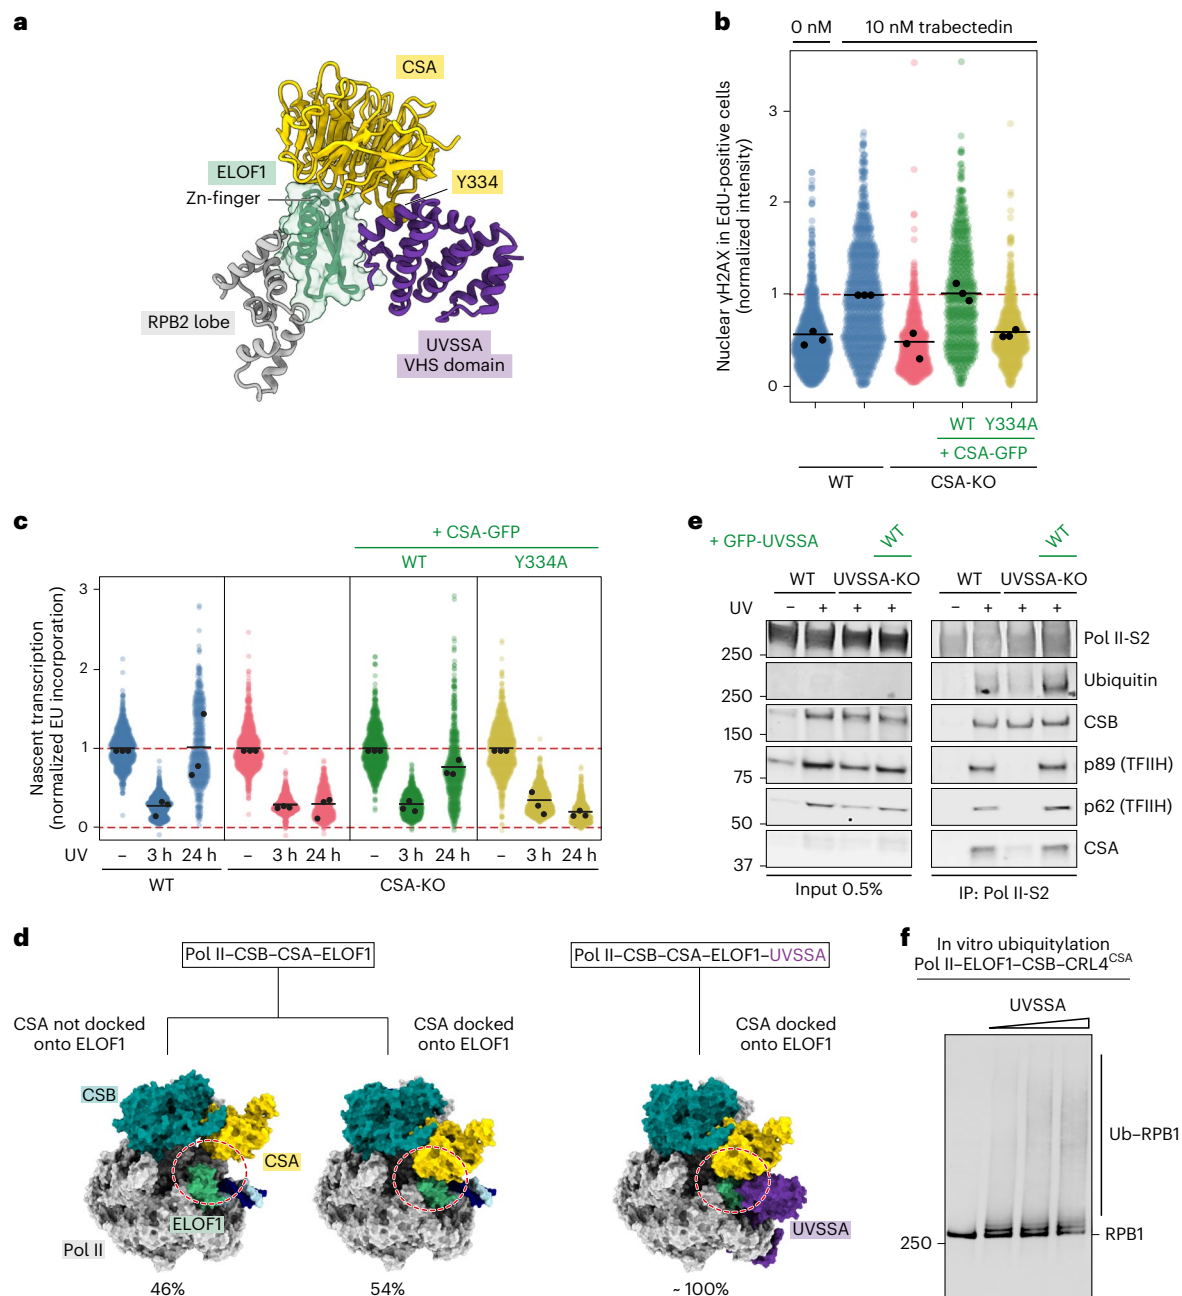 a
CSA
ELOF1
Zn-finger
Y334
RPB2 lobe
UVSSA
VHS domain
b
0 nM
10 nM trabectedin
Nuclear γH2AX in EdU-positive cells
(normalized intensity)
3
2
1
0
WT Y334A
+ CSA-GFP
WT
CSA-KO
c
+ CSA-GFP
WT
Y334A
Nascent transcription
(normalized EU incorporation)
3
2
1
0
UV – 3 h 24 h – 3 h 24 h – 3 h 24 h – 3 h 24 h
WT
CSA-KO
e
+ GFP-UVSSA
WT
WT
WT UVSSA-KO
WT UVSSA-KO
UV – + + + – + + +
250
Pol II-S2
250
Ubiquitin
150
CSB
75
p89 (TFIIH)
50
p62 (TFIIH)
37
CSA
Input 0.5%
IP: Pol II-S2
d
Pol II–CSB–CSA–ELOF1
Pol II–CSB–CSA–ELOF1–UVSSA
CSA not docked
onto ELOF1
CSA docked
onto ELOF1
CSA docked
onto ELOF1
CSB
CSA
ELOF1
Pol II
UVSSA
46%
54%
~100%
f
In vitro ubiquitylation
Pol II–ELOF1–CSB–CRL4CSA
UVSSA
Ub–RPB1
250
RPB1